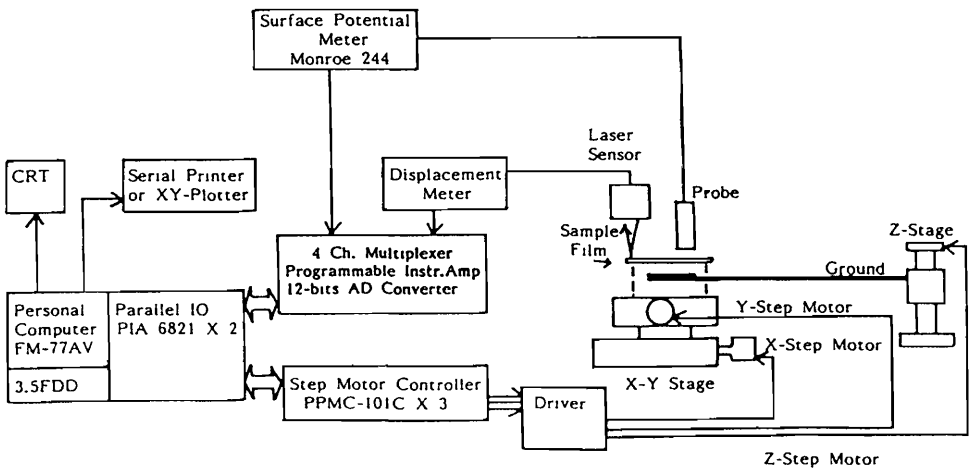 Surface Potential
Meter
Monroe 244
Laser
Sensor
CRT
Serial Printer
or XY-Plotter
Displacement
Meter
Probe
Sample
Film
Z-Stage
4 Ch. Multiplexer
Programmable Instr.Amp
12-bits AD Converter
Ground
Personal
Computer
FM-77AV
Parallel IO
PIA 6821 X 2
Y-Step Motor
X-Step Motor
3.5FDD
Step Motor Controller
PPMC-101C X 3
Driver
X-Y Stage
Z-Step Motor